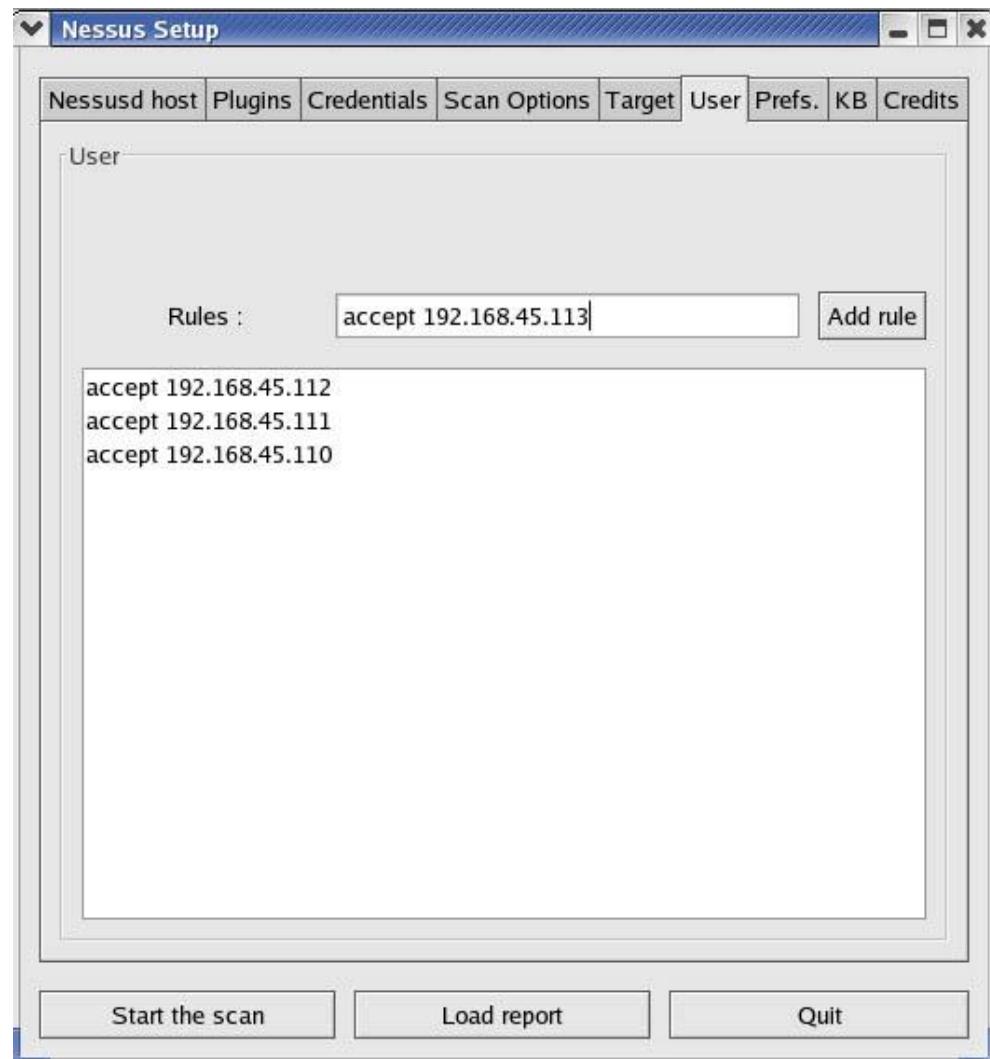 Nessus Setup
Nessusd host Plugins Credentials Scan Options Target User Prefs. KB Credits
User
Rules : accept 192.168.45.113 Add rule
accept 192.168.45.112
accept 192.168.45.111
accept 192.168.45.110
Start the scan Load report Quit